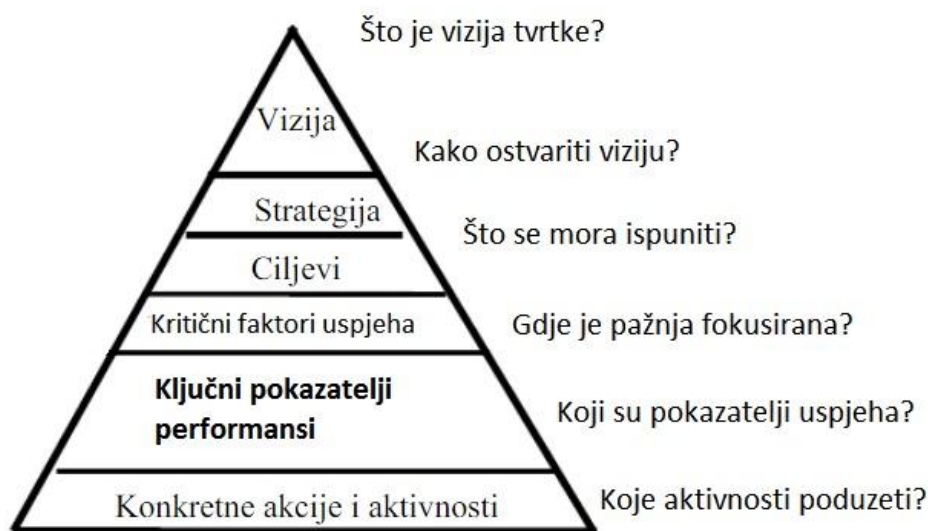 Što je vizija tvrtke?
Vizija
Kako ostvariti viziju?
Strategija
Što se mora ispuniti?
Ciljevi
Kritični faktori uspjeha
Gdje je pažnja fokusirana?
Ključni pokazatelji
performansi
Koji su pokazatelji uspjeha?
Konkretne akcije i aktivnosti
Koje aktivnosti poduzeti?